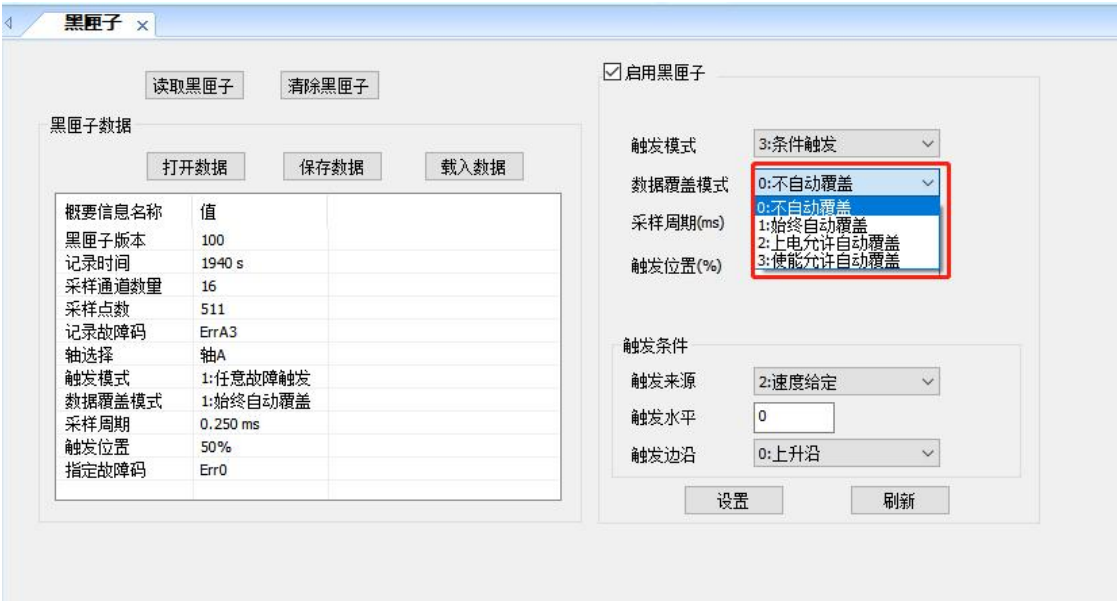 黑匣子
读取黑匣子 清除黑匣子
黑匣子数据
打开数据 保存数据 载入数据
概要信息名称 值
黑匣子版本 100
记录时间 1940 s
采样通道数量 16
采样点数 511
记录故障码 ErrA3
轴选择 轴A
触发模式 1:任意故障触发
数据覆盖模式 1:始终自动覆盖
采样周期 0.250 ms
触发位置 50%
指定故障码 Err0
启用黑匣子
触发模式 3:条件触发
数据覆盖模式 0:不自动覆盖
0:不自动覆盖
1:始终自动覆盖
2:上电允许自动覆盖
3:使能允许自动覆盖
采样周期(ms)
触发位置(%)
触发条件
触发来源 2:速度给定
触发水平 0
触发边沿 0:上升沿
设置 刷新